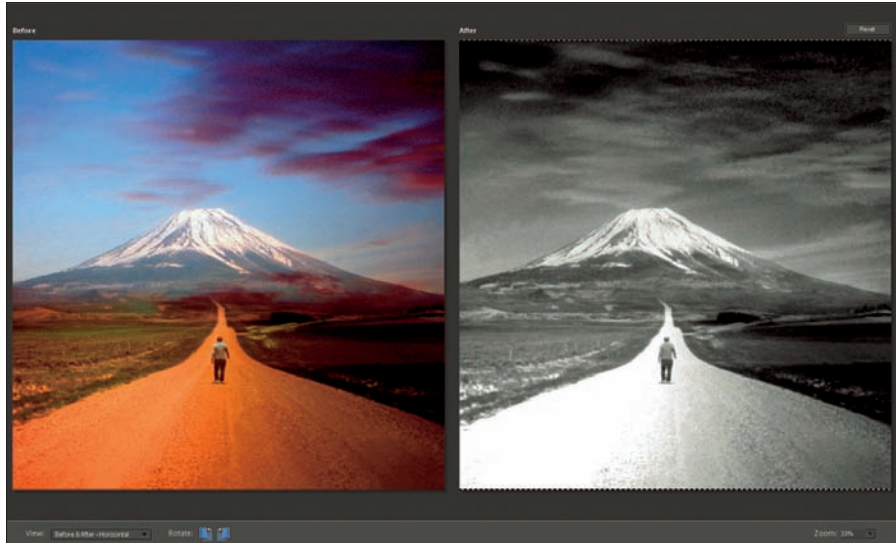 Before
After
Reset
View: Before & After - Horizontal
Rotate:
Zoom: 33%